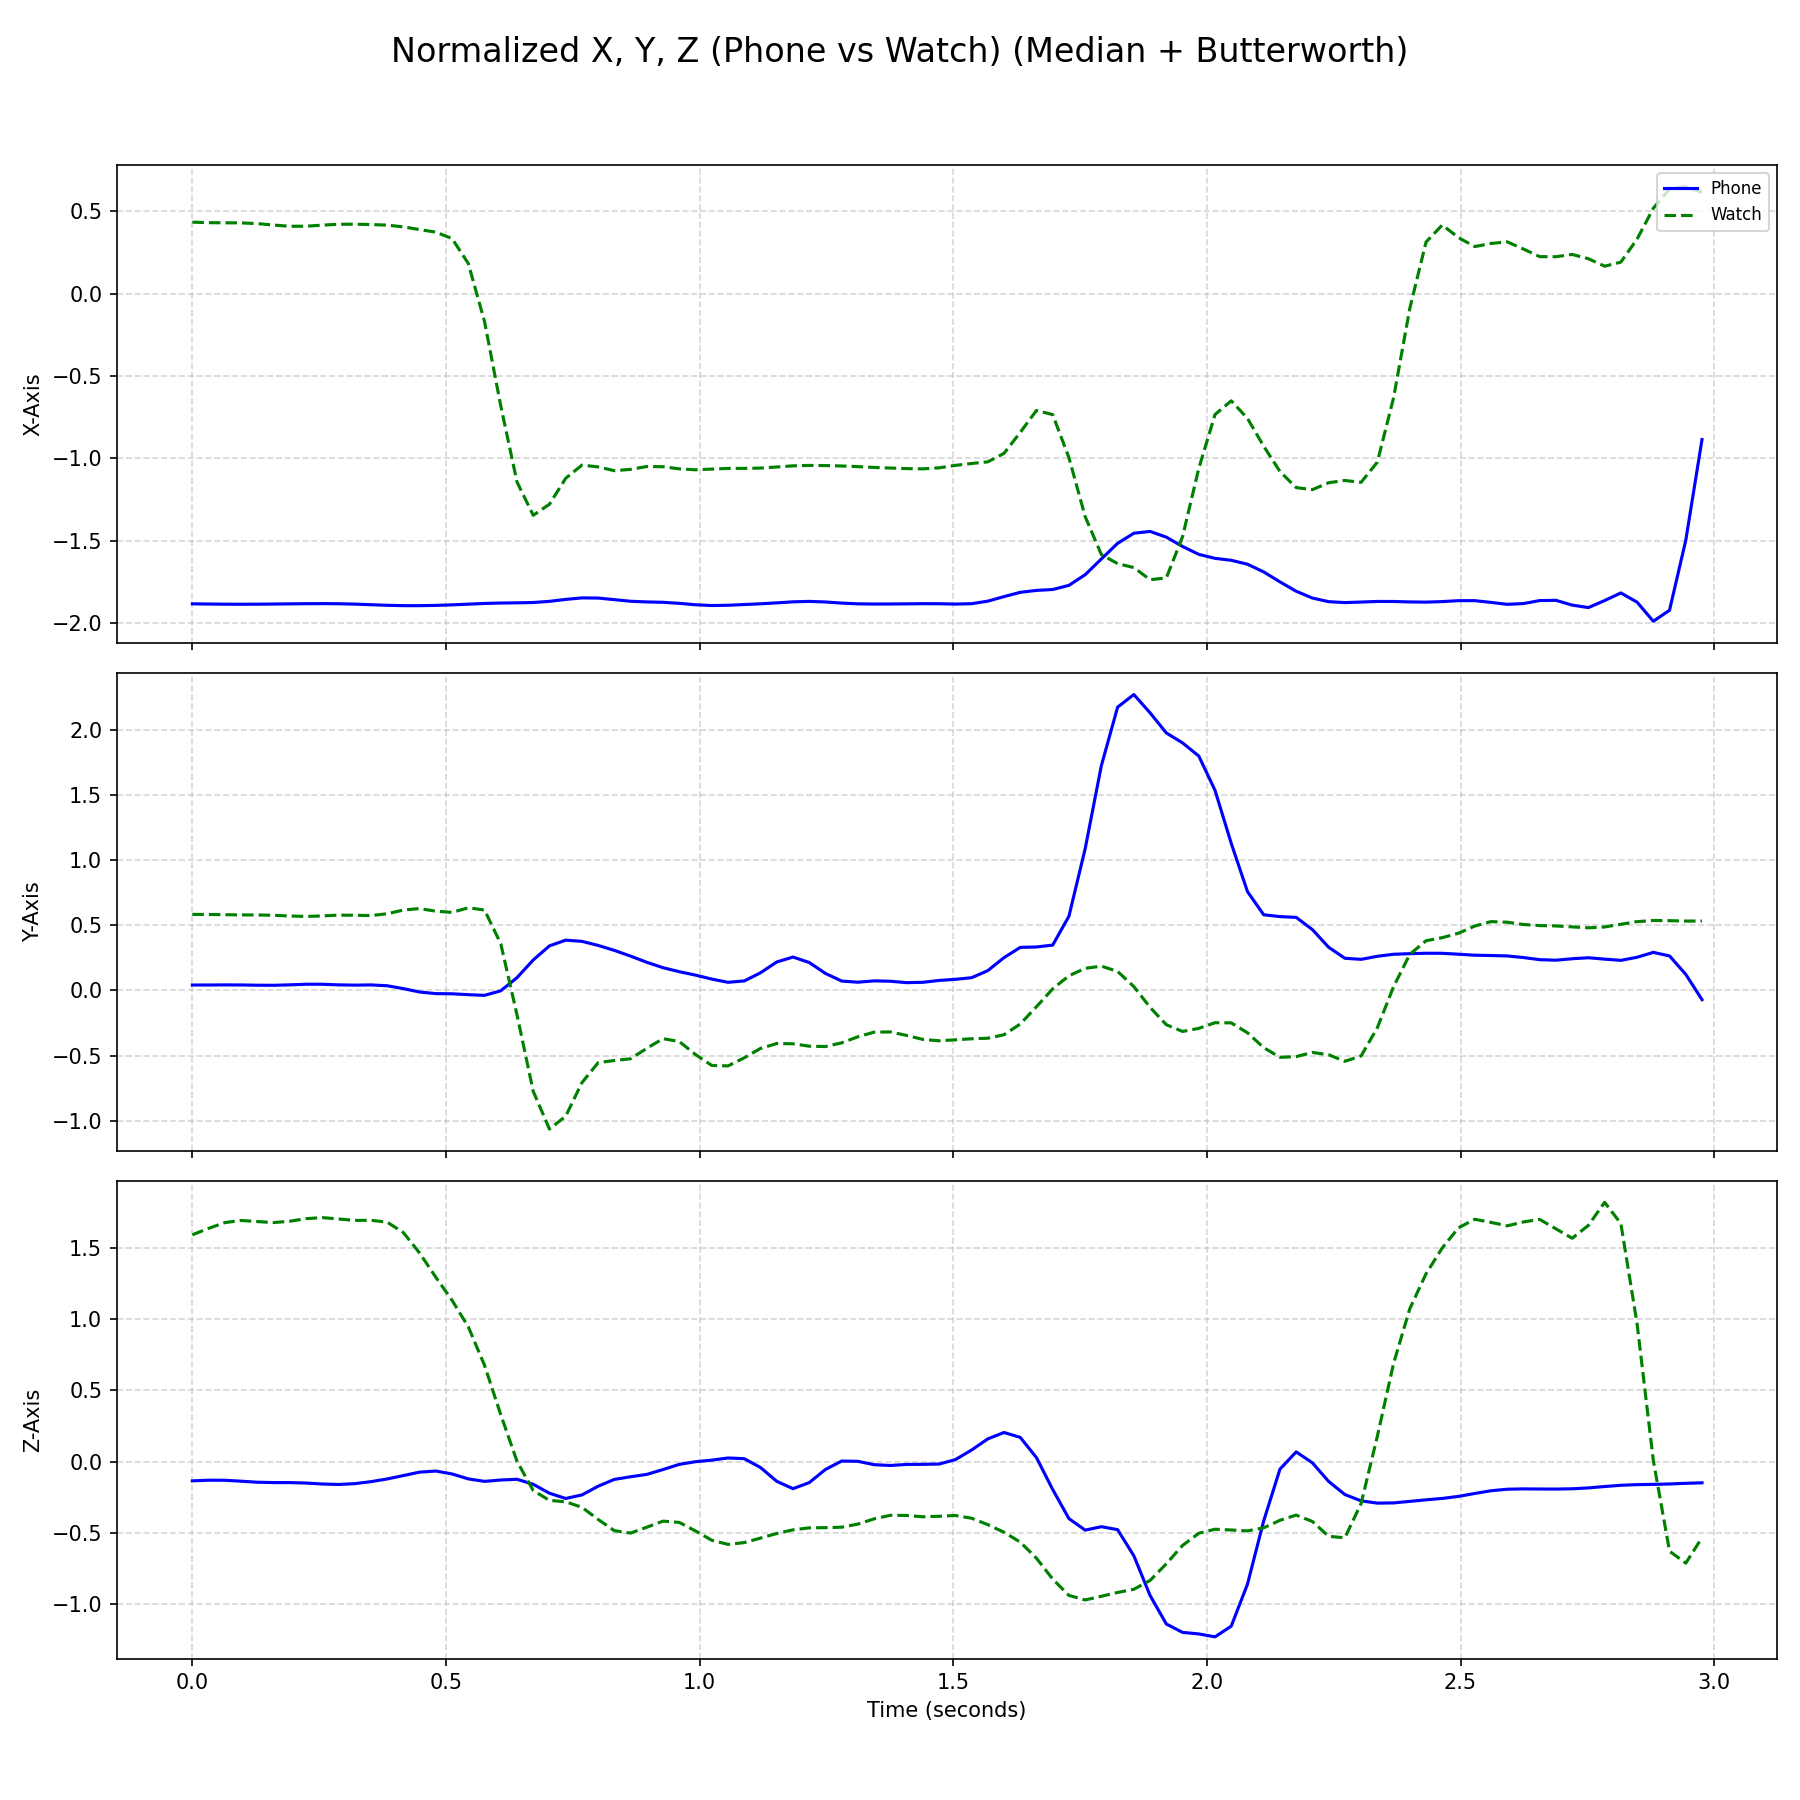 Normalized X, Y, Z (Phone vs Watch) (Median + Butterworth)
Phone
Watch
X-Axis
0.5
0.0
−0.5
−1.0
−1.5
−2.0
Y-Axis
2.0
1.5
1.0
0.5
0.0
−0.5
−1.0
Z-Axis
1.5
1.0
0.5
0.0
−0.5
−1.0
0.0 0.5 1.0 1.5 2.0 2.5 3.0
Time (seconds)